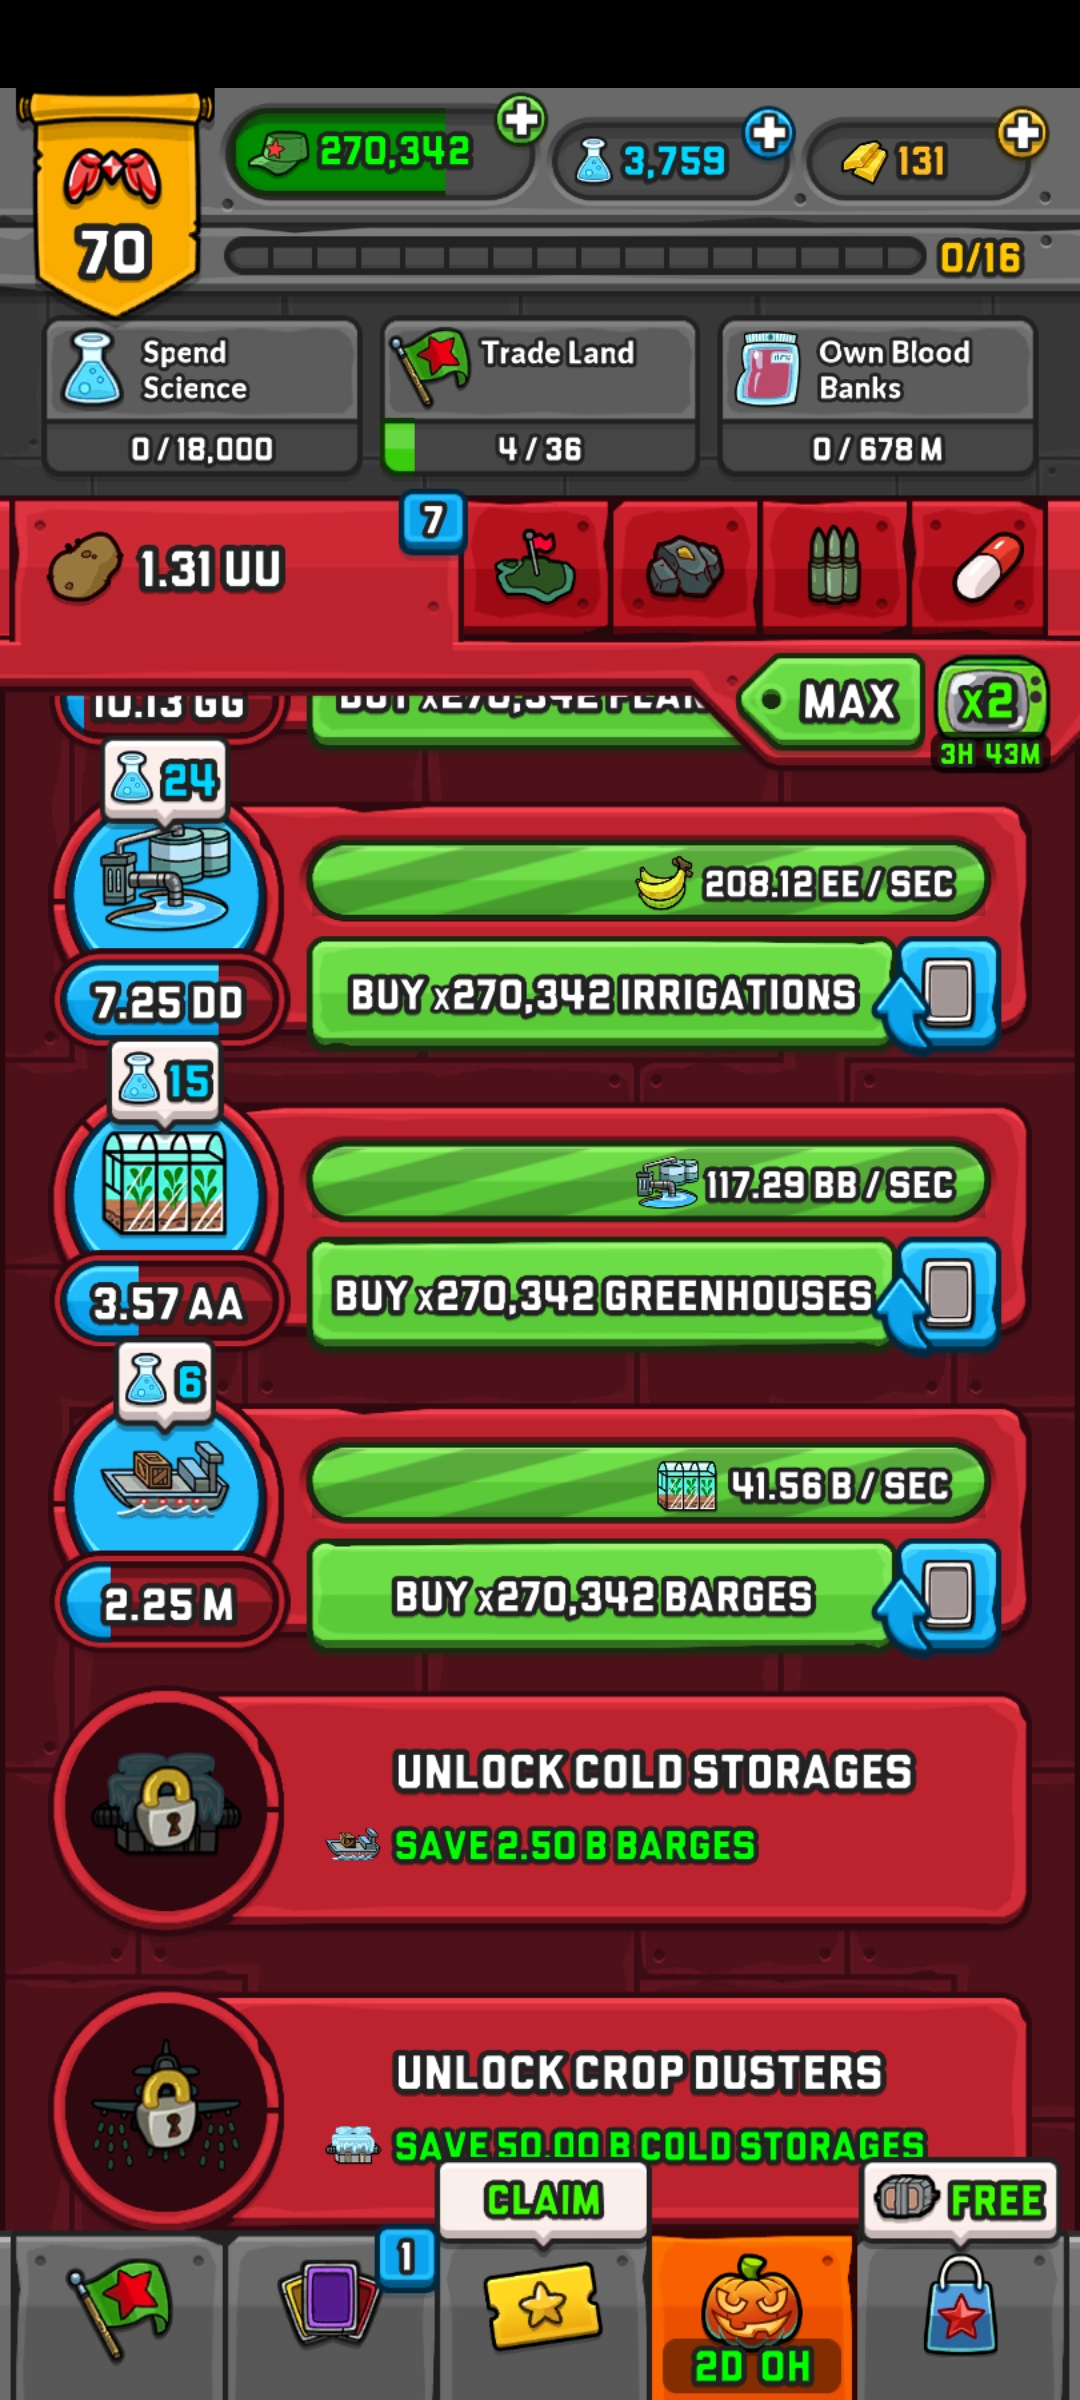 270,342
3,759
131
70
0/16
Spend
Science
0/18,000
Trade Land
4/36
Own Blood
Banks
0/678 M
1.31 UU
7
MAX
x2
3H 43M
10.13 GG
BUY x270,342
24
208.12 EE/SEC
7.25 DD
BUY x270,342 IRRIGATIONS
15
117.29 BB/SEC
3.57 AA
BUY x270,342 GREENHOUSES
6
41.56 B/SEC
2.25 M
BUY x270,342 BARGES
UNLOCK COLD STORAGES
SAVE 2.50 B BARGES
UNLOCK CROP DUSTERS
SAVE 50.00 B COLD STORAGES
CLAIM
FREE
1
2D 0H